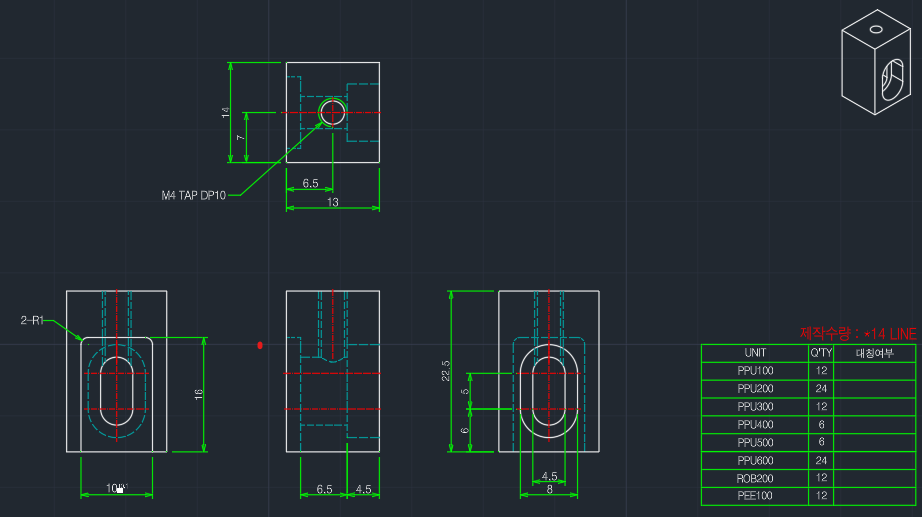 14
7
M4 TAP DP10
6.5
13
2-R1
16
10
6.5
4.5
22.5
5
6
4.5
8
제작수량 : *14 LINE
UNIT Q'TY 대칭여부
PPU100 12
PPU200 24
PPU300 12
PPU400 6
PPU500 6
PPU600 24
ROB200 12
PEE100 12